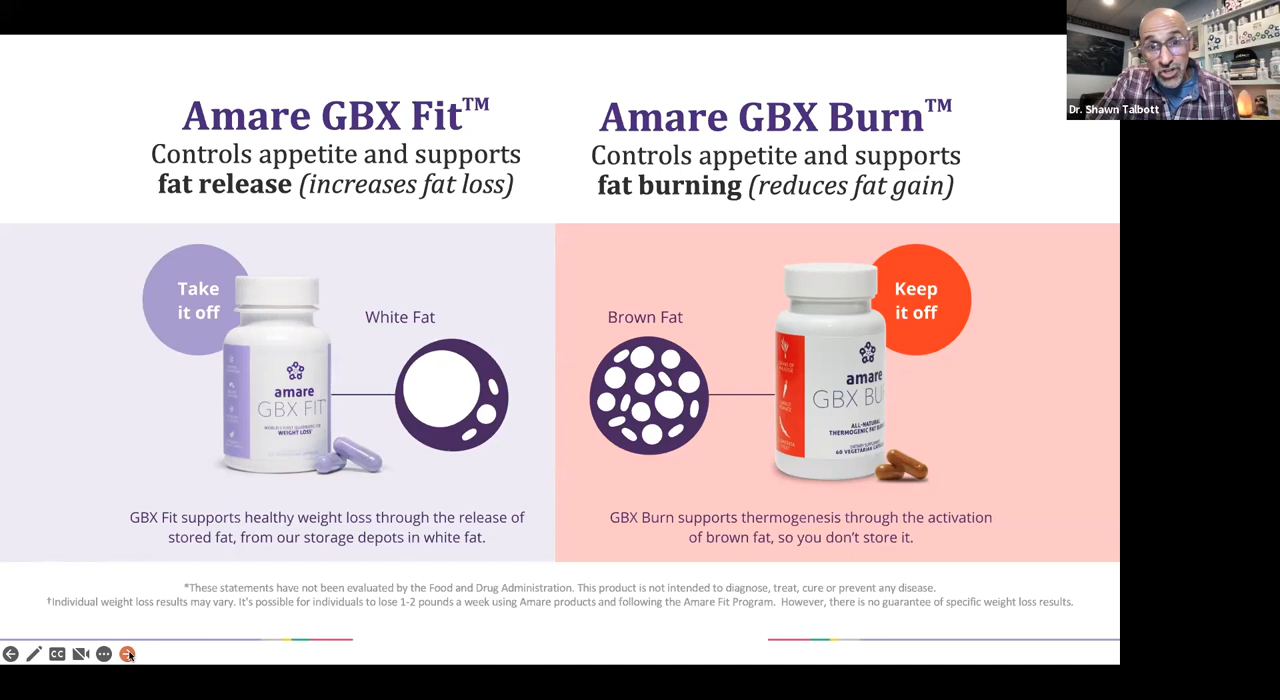 Amare GBX Fit™
Controls appetite and supports
fat release (increases fat loss)
Amare GBX Burn™
Controls appetite and supports
fat burning (reduces fat gain)
Take
it off
White Fat
amare
GBX FIT
WEIGHT LOSS
Brown Fat
Keep
it off
amare
GBX BU
ALL-NATURAL
THERMOGENIC FAT
DIETARY SUPPLEMENT
60 VEGETARIAN
GBX Fit supports healthy weight loss through the release of
stored fat, from our storage depots in white fat.
GBX Burn supports thermogenesis through the activation
of brown fat, so you don't store it.
*These statements have not been evaluated by the Food and Drug Administration. This product is not intended to diagnose, treat, cure or prevent any disease.
†Individual weight loss results may vary. It's possible for individuals to lose 1-2 pounds a week using Amare products and following the Amare Fit Program. However, there is no guarantee of specific weight loss results.
CC
Dr. Shawn Talbott